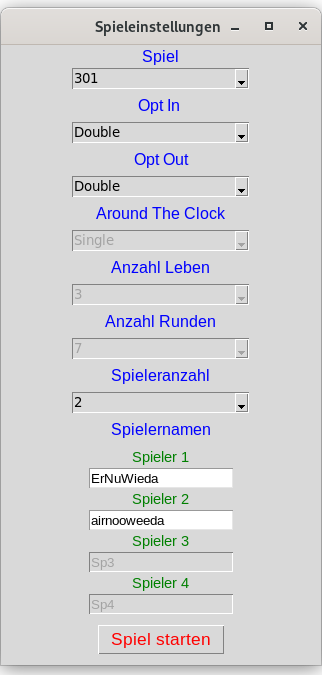 Spieleinstellungen
Spiel
301
Opt In
Double
Opt Out
Double
Around The Clock
Single
Anzahl Leben
3
Anzahl Runden
7
Spieleranzahl
2
Spielernamen
Spieler 1
ErNuWieda
Spieler 2
airnooweeda
Spieler 3
Sp3
Spieler 4
Sp4
Spiel starten